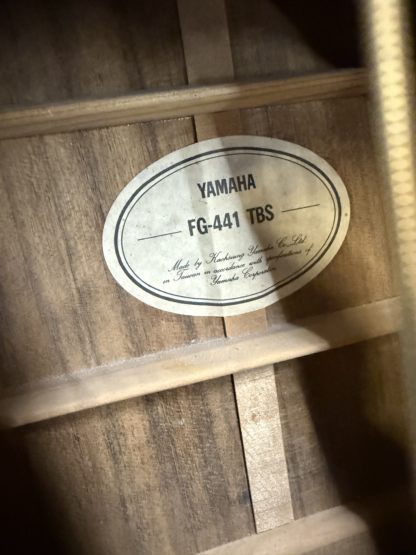 YAMAHA
FG-441 TBS
Made by Kaohsiung Yamaha Co., Ltd.
in Taiwan in accordance with specifications of
Yamaha Corporation